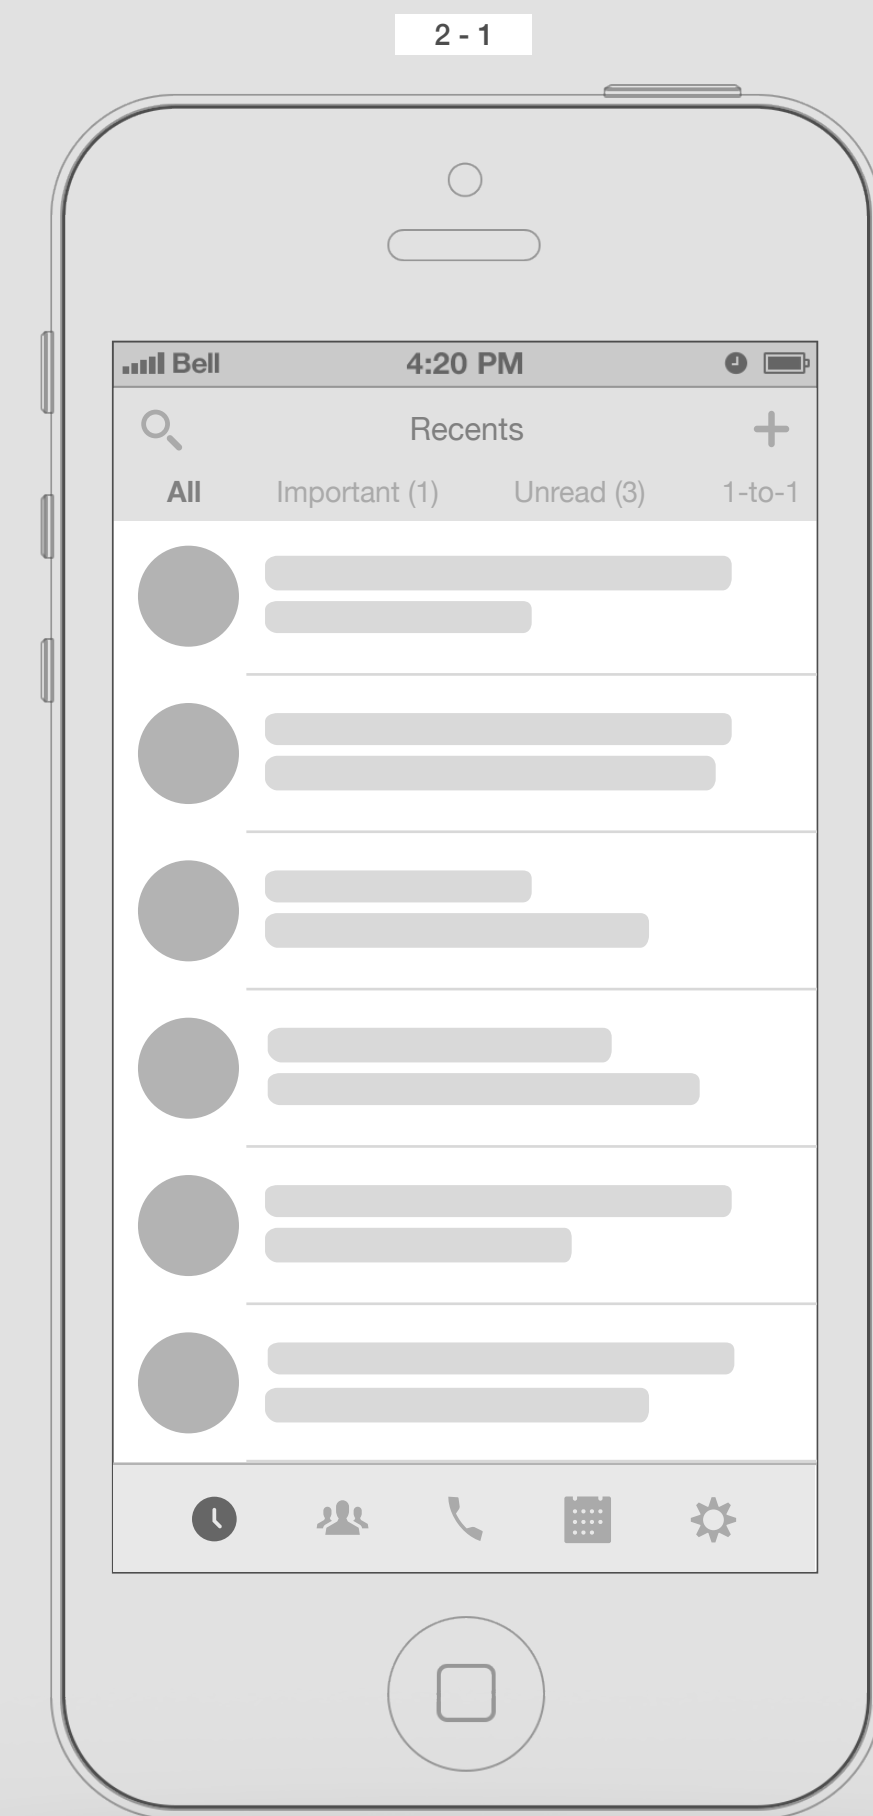 2 - 1
Bell 4:20 PM
Recents
All Important (1) Unread (3) 1-to-1